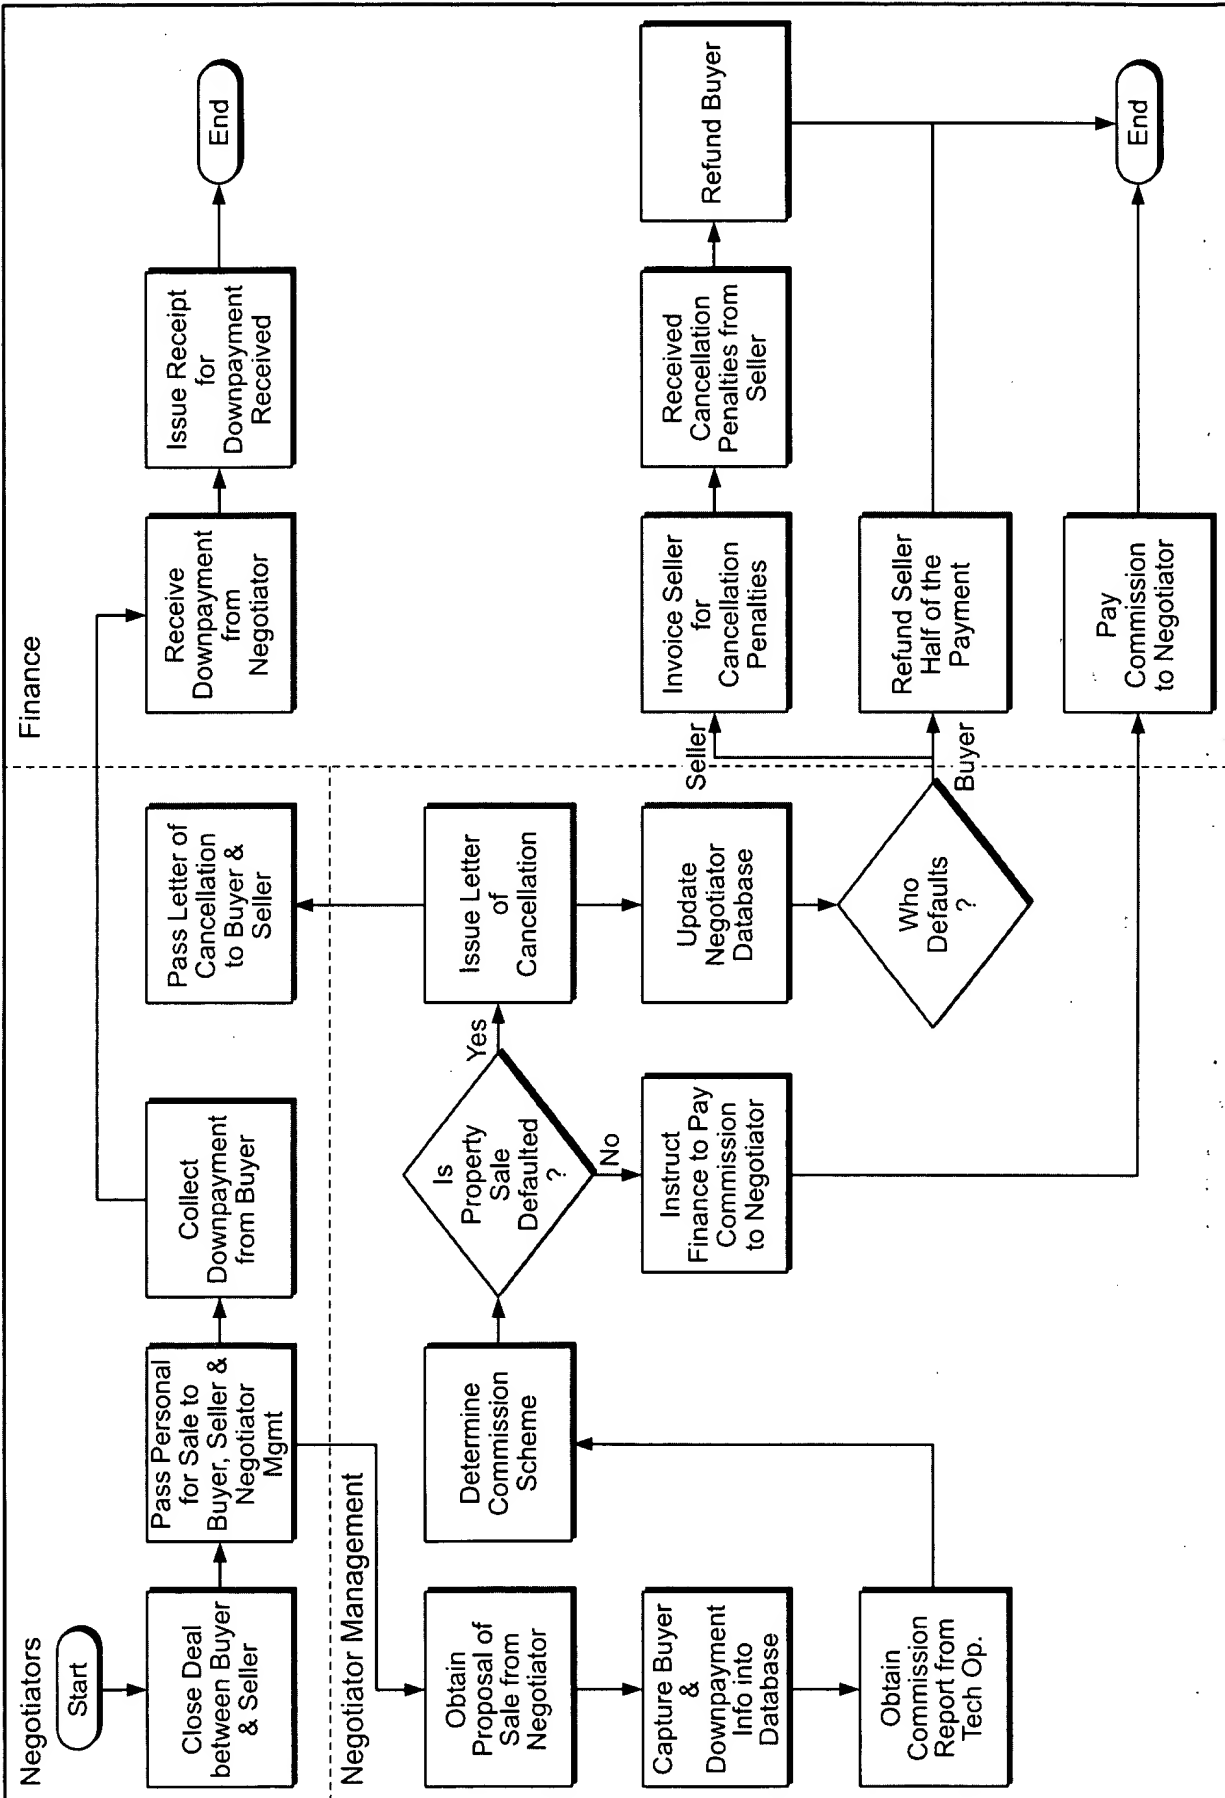 Negotiators
Start
Close Deal
between Buyer
& Seller
Pass Personal
for Sale to
Buyer, Seller &
Negotiator
Mgmt
Collect
Downpayment
from Buyer
Pass Letter of
Cancellation
to Buyer &
Seller
Finance
Receive
Downpayment
from
Negotiator
Issue Receipt
for
Downpayment
Received
End
Negotiator Management
Obtain
Proposal of
Sale from
Negotiator
Capture Buyer
&
Downpayment
Info into
Database
Obtain
Commission
Report from
Tech Op.
Determine
Commission
Scheme
Is
Property
Sale
Defaulted
?
Yes
No
Issue Letter
of
Cancellation
Instruct
Finance to Pay
Commission
to Negotiator
Update
Negotiator
Database
Who
Defaults
?
Seller
Buyer
Invoice Seller
for
Cancellation
Penalties
Received
Cancellation
Penalties from
Seller
Refund Buyer
Refund Seller
Half of the
Payment
Pay
Commission
to Negotiator
End